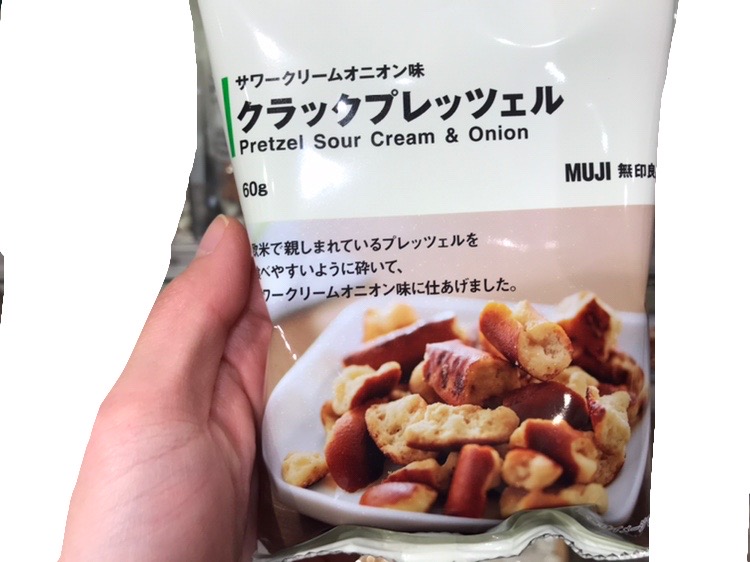 サワークリームオニオン味
クラックプレッツェル
Pretzel Sour Cream & Onion
60g
MUJI 無印良
欧米で親しまれているプレッツェルを
べやすいように砕いて、
ワークリームオニオン味に仕あげました。